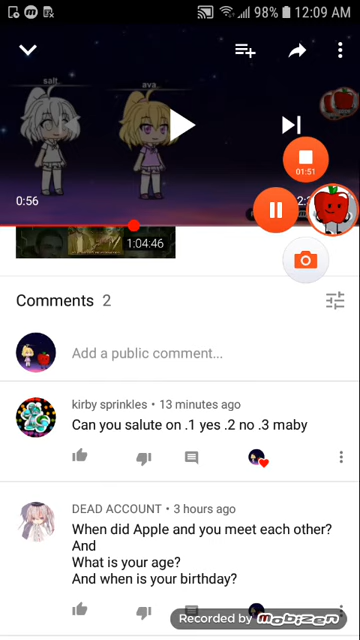 98% 12:09 AM
salt
ava
01:51
0:56
1:04:46
Comments 2
Add a public comment...
kirby sprinkles • 13 minutes ago
Can you salute on .1 yes .2 no .3 maby
DEAD ACCOUNT • 3 hours ago
When did Apple and you meet each other?
And
What is your age?
And when is your birthday?
Recorded by mobizen